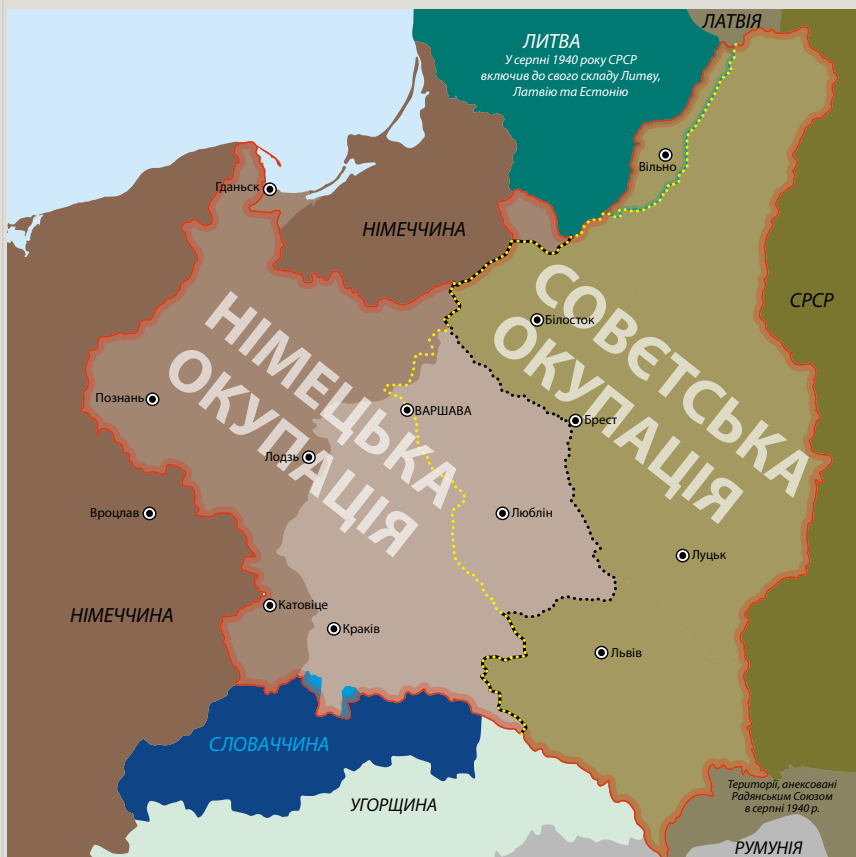 ЛАТВІЯ
ЛИТВА
У серпні 1940 року СРСР
включив до свого складу Литву,
Латвію та Естонію
Вільно
Гданьск
НІМЕЧЧИНА
СРСР
НІМЕЦЬКА
ОКУПАЦІЯ
СОВЄТСЬКА
ОКУПАЦІЯ
Білосток
Познань
ВАРШАВА
Брест
Лодзь
Вроцлав
Люблін
Луцьк
НІМЕЧЧИНА
Катовіце
Краків
Львів
СЛОВАЧЧИНА
УГОРЩИНА
Території, анексовані
Радянським Союзом
в серпні 1940 р.
РУМУНІЯ